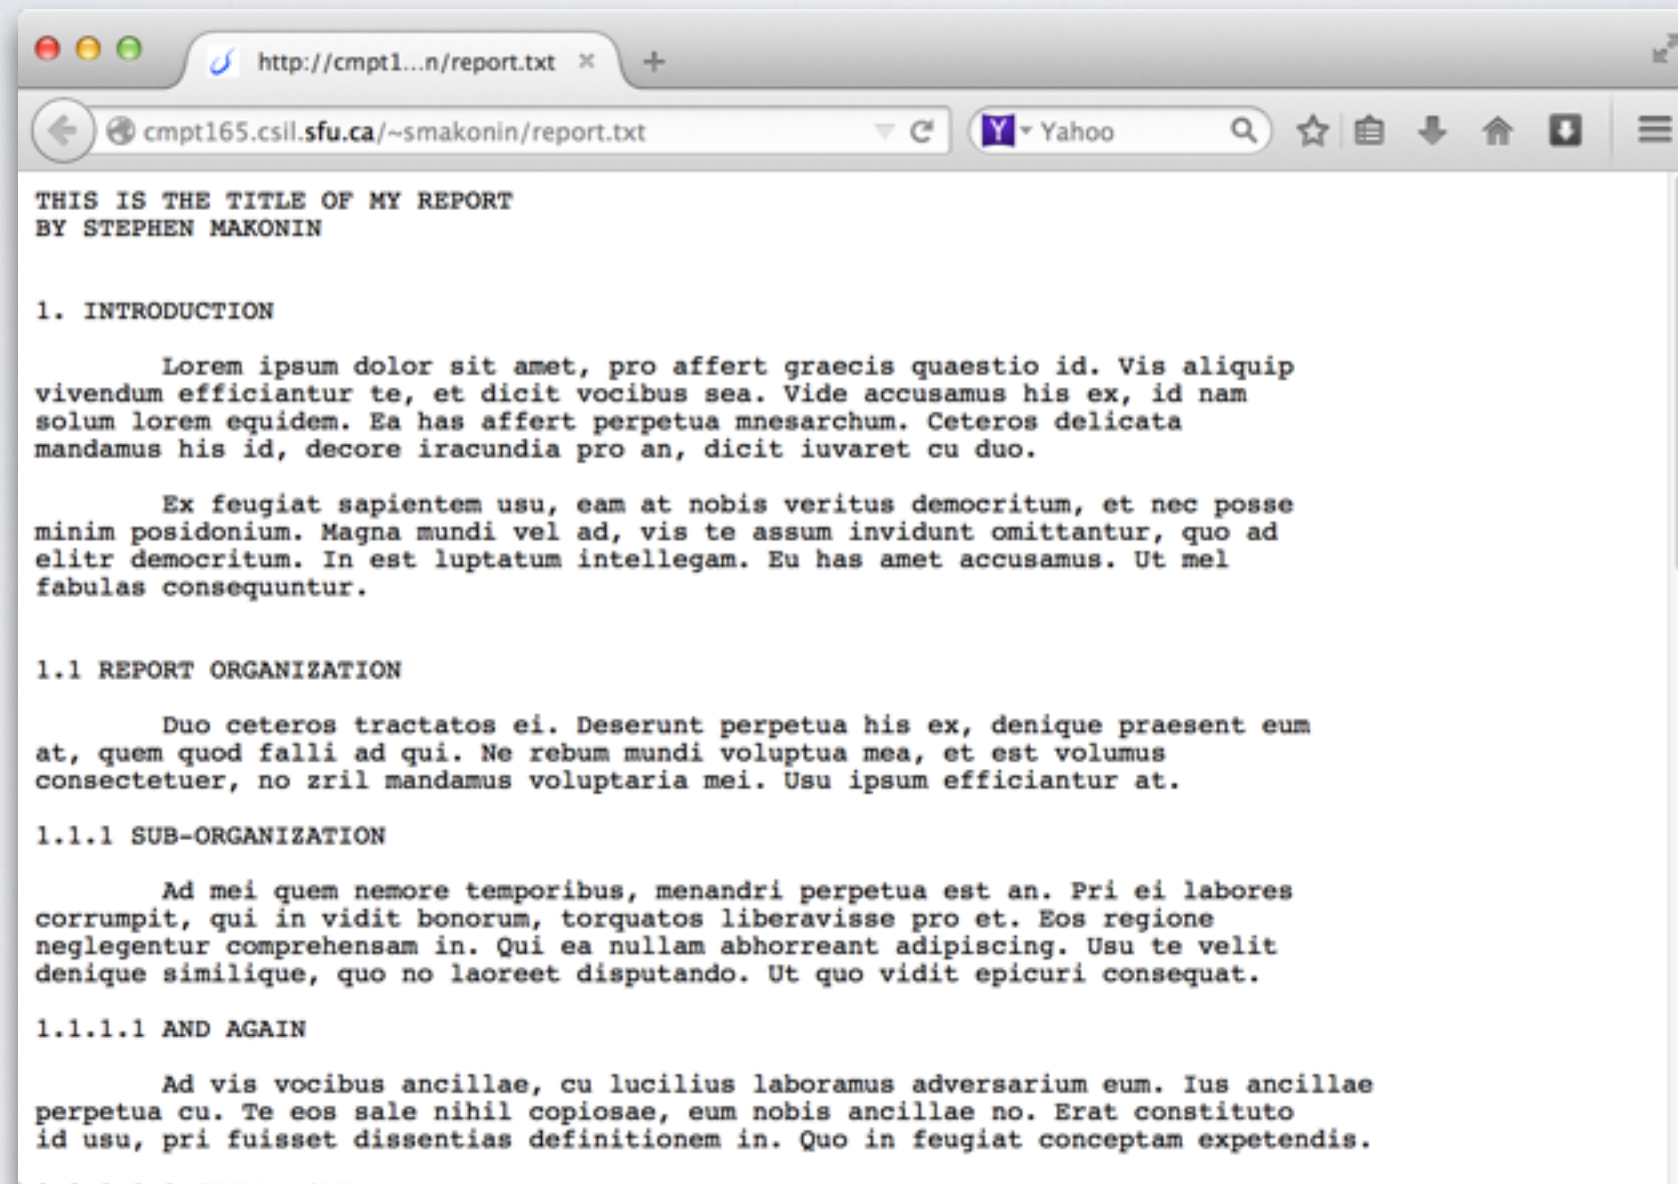 http://cmpt1...n/report.txt
cmpt165.csil.sfu.ca/~smakonin/report.txt
Yahoo
THIS IS THE TITLE OF MY REPORT
BY STEPHEN MAKONIN
1. INTRODUCTION
Lorem ipsum dolor sit amet, pro affert graecis quaestio id. Vis aliquip
vivendum efficiantur te, et dicit vocibus sea. Vide accusamus his ex, id nam
solum lorem equidem. Ea has affert perpetua mnesarchum. Ceteros delicata
mandamus his id, decore iracundia pro an, dicit iuvaret cu duo.
Ex feugiat sapientem usu, eam at nobis veritus democritum, et nec posse
minim posidonium. Magna mundi vel ad, vis te assum invidunt omittantur, quo ad
elitr democritum. In est luptatum intellegam. Eu has amet accusamus. Ut mel
fabulas consequuntur.
1.1 REPORT ORGANIZATION
Duo ceteros tractatos ei. Deserunt perpetua his ex, denique praesent eum
at, quem quod falli ad qui. Ne rebum mundi voluptua mea, et est volumus
consectetuer, no zril mandamus voluptaria mei. Usu ipsum efficiantur at.
1.1.1 SUB-ORGANIZATION
Ad mei quem nemore temporibus, menandri perpetua est an. Pri ei labores
corrumpit, qui in vidit bonorum, torquatos liberavisse pro et. Eos regione
neglegentur comprehensam in. Qui ea nullam abhorreant adipiscing. Usu te velit
denique similique, quo no laoreet disputando. Ut quo vidit epicuri consequat.
1.1.1.1 AND AGAIN
Ad vis vocibus ancillae, cu lucilius laboramus adversarium eum. Ius ancillae
perpetua cu. Te eos sale nihil copiosae, eum nobis ancillae no. Erat constituto
id usu, pri fuisset dissentias definitionem in. Quo in feugiat conceptam expetendis.